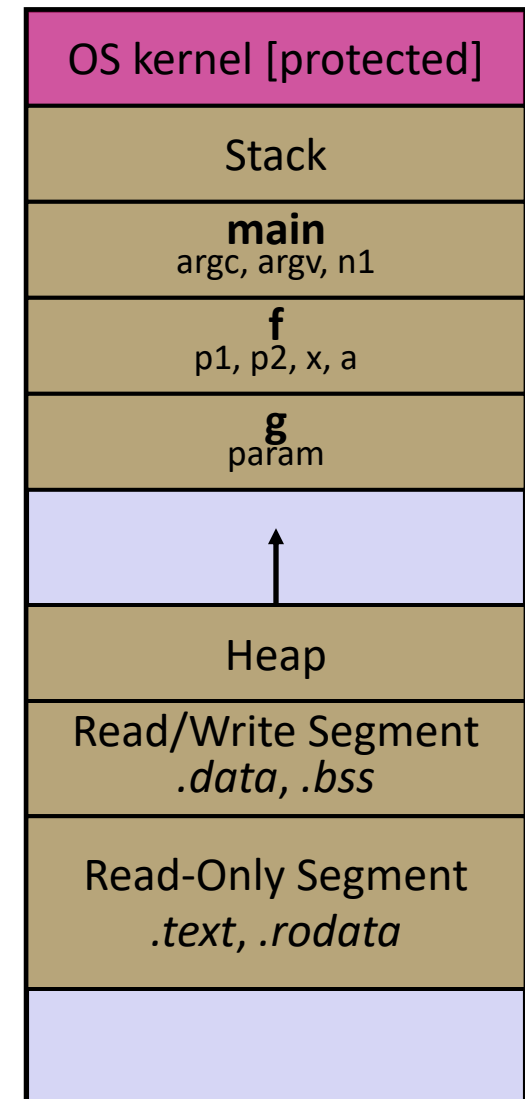 OS kernel [protected]
Stack
main
argc, argv, n1
f
p1, p2, x, a
g
param
Heap
Read/Write Segment
.data, .bss
Read-Only Segment
.text, .rodata